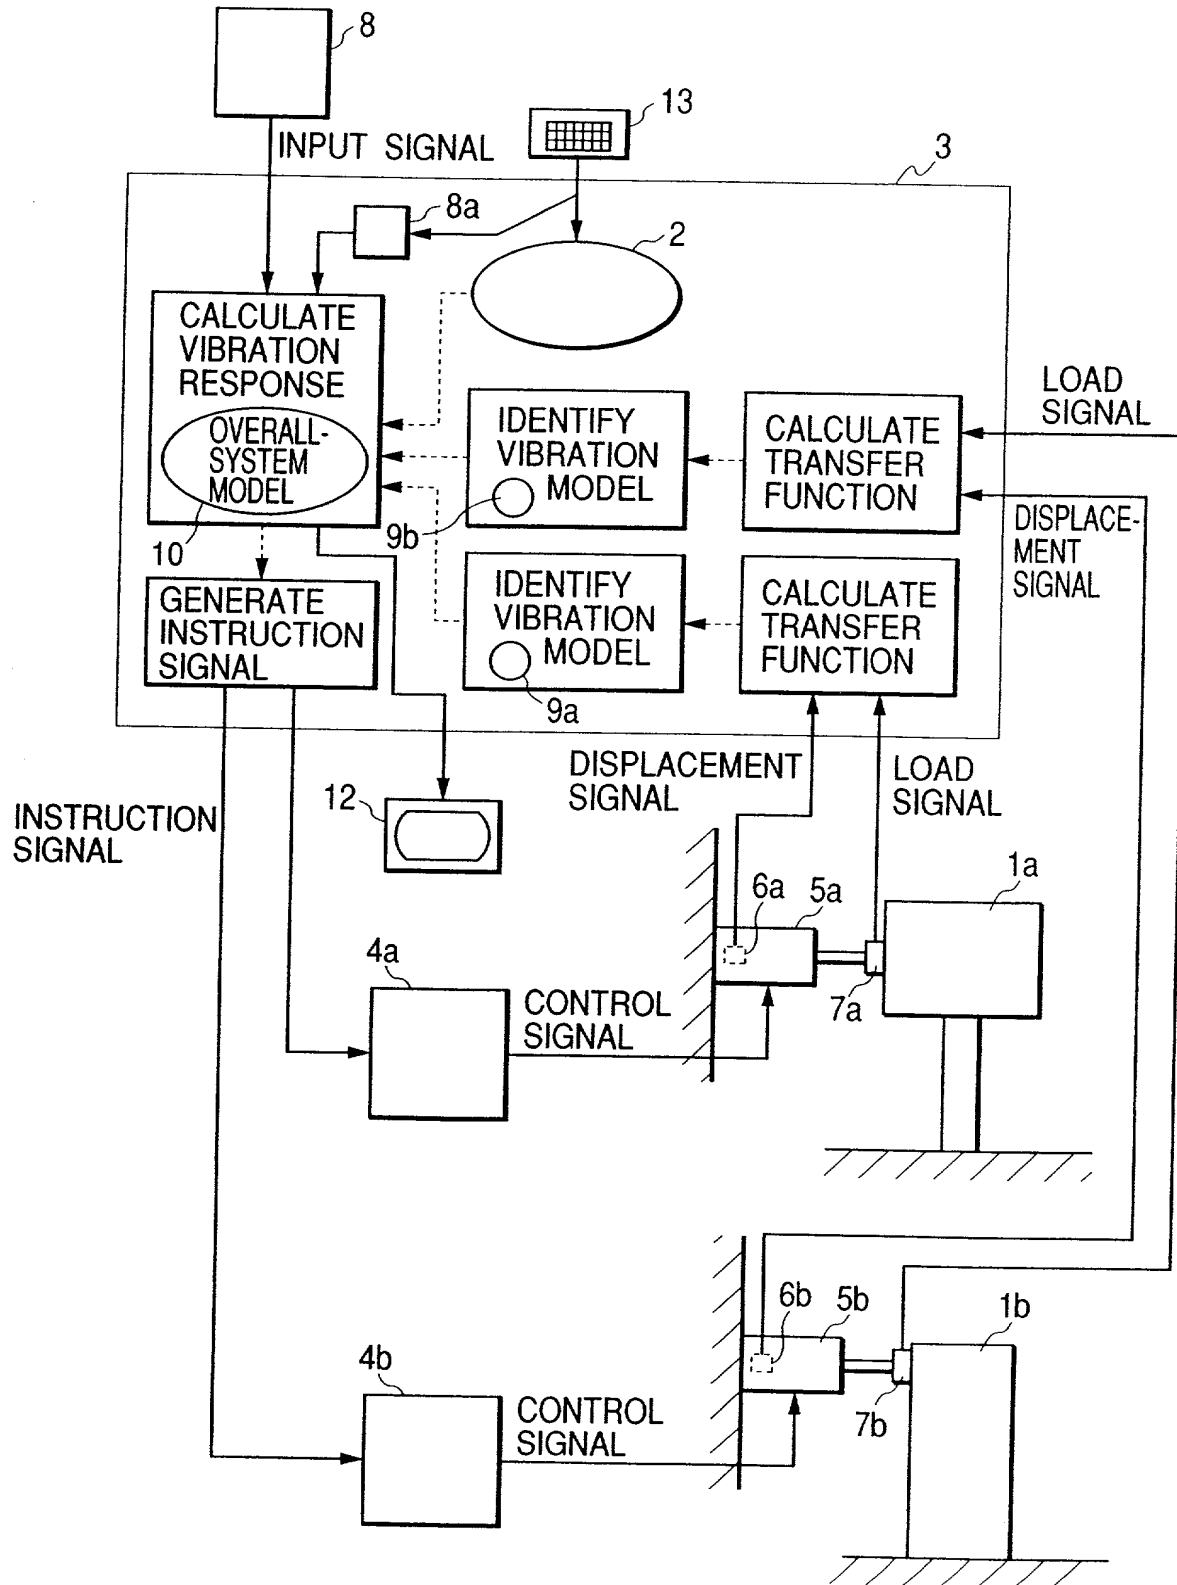 8
13
INPUT SIGNAL
3
8a
2
CALCULATE
VIBRATION
RESPONSE
OVERALL-
SYSTEM
MODEL
10
IDENTIFY
VIBRATION
MODEL
9b
CALCULATE
TRANSFER
FUNCTION
LOAD
SIGNAL
DISPLACE-
MENT
SIGNAL
GENERATE
INSTRUCTION
SIGNAL
IDENTIFY
VIBRATION
MODEL
9a
CALCULATE
TRANSFER
FUNCTION
DISPLACEMENT
SIGNAL
LOAD
SIGNAL
INSTRUCTION
SIGNAL
12
6a
5a
1a
7a
4a
CONTROL
SIGNAL
6b
5b
1b
7b
4b
CONTROL
SIGNAL